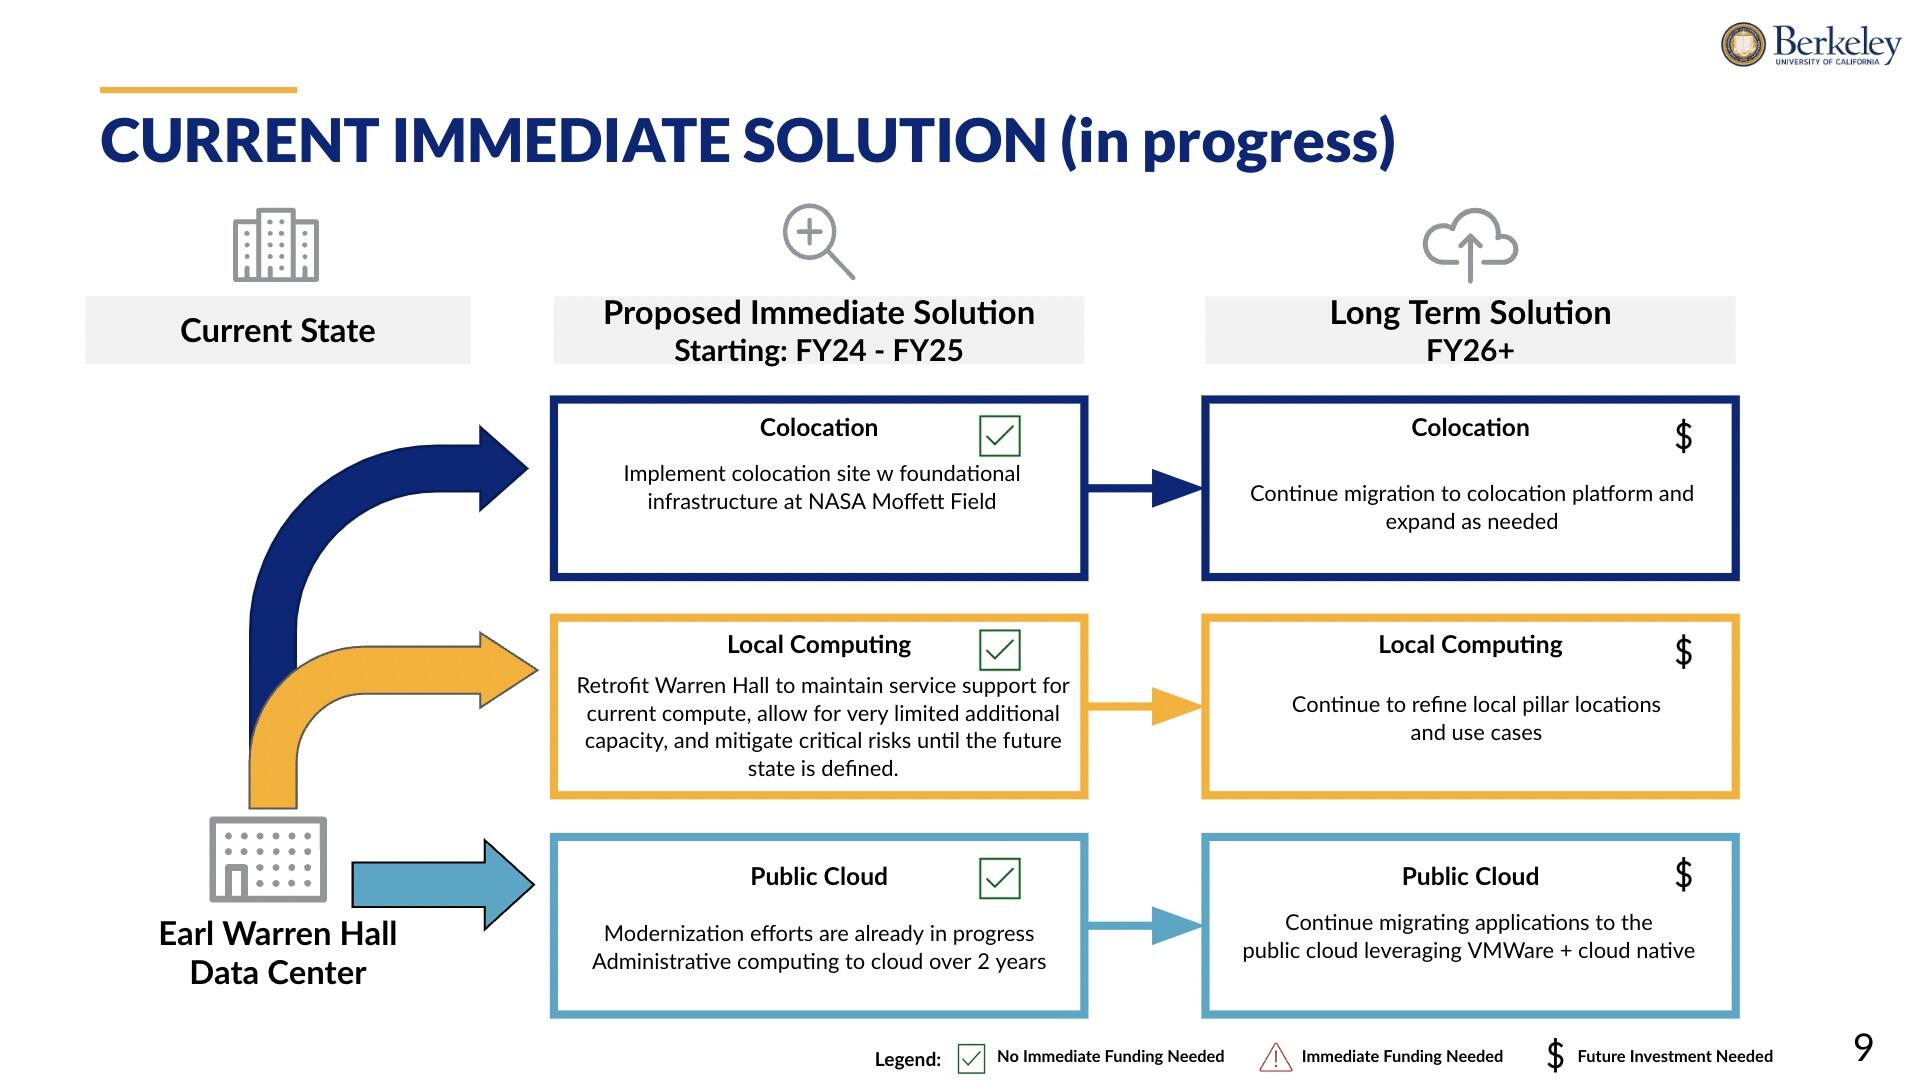 Berkeley
UNIVERSITY OF CALIFORNIA
CURRENT IMMEDIATE SOLUTION (in progress)
Current State
Proposed Immediate Solution
Starting: FY24 - FY25
Long Term Solution
FY26+
Colocation
Implement colocation site w foundational
infrastructure at NASA Moffett Field
Colocation
$
Continue migration to colocation platform and
expand as needed
Local Computing
Retrofit Warren Hall to maintain service support for
current compute, allow for very limited additional
capacity, and mitigate critical risks until the future
state is defined.
Local Computing
$
Continue to refine local pillar locations
and use cases
Earl Warren Hall
Data Center
Public Cloud
Modernization efforts are already in progress
Administrative computing to cloud over 2 years
Public Cloud
$
Continue migrating applications to the
public cloud leveraging VMWare + cloud native
Legend:
No Immediate Funding Needed
Immediate Funding Needed
$ Future Investment Needed
9